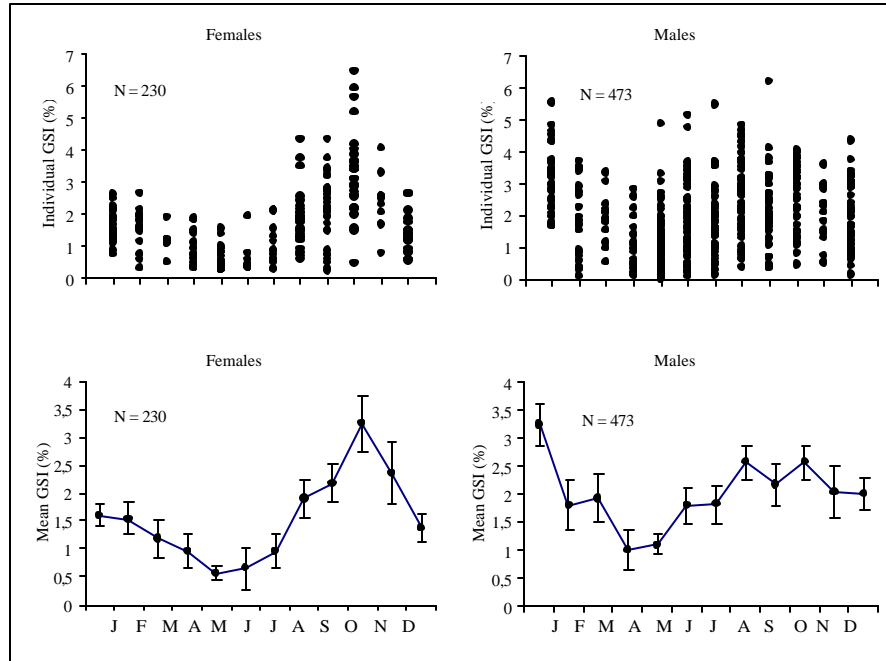 Females
Individual GSI (%)
7
6
5
4
3
2
1
0
N = 230
Males
Individual GSI (%)
7
6
5
4
3
2
1
0
N = 473
Females
Mean GSI (%)
4
3,5
3
2,5
2
1,5
1
0,5
0
N = 230
J F M A M J J A S O N D
Males
Mean GSI (%)
4
3,5
3
2,5
2
1,5
1
0,5
0
N = 473
J F M A M J J A S O N D